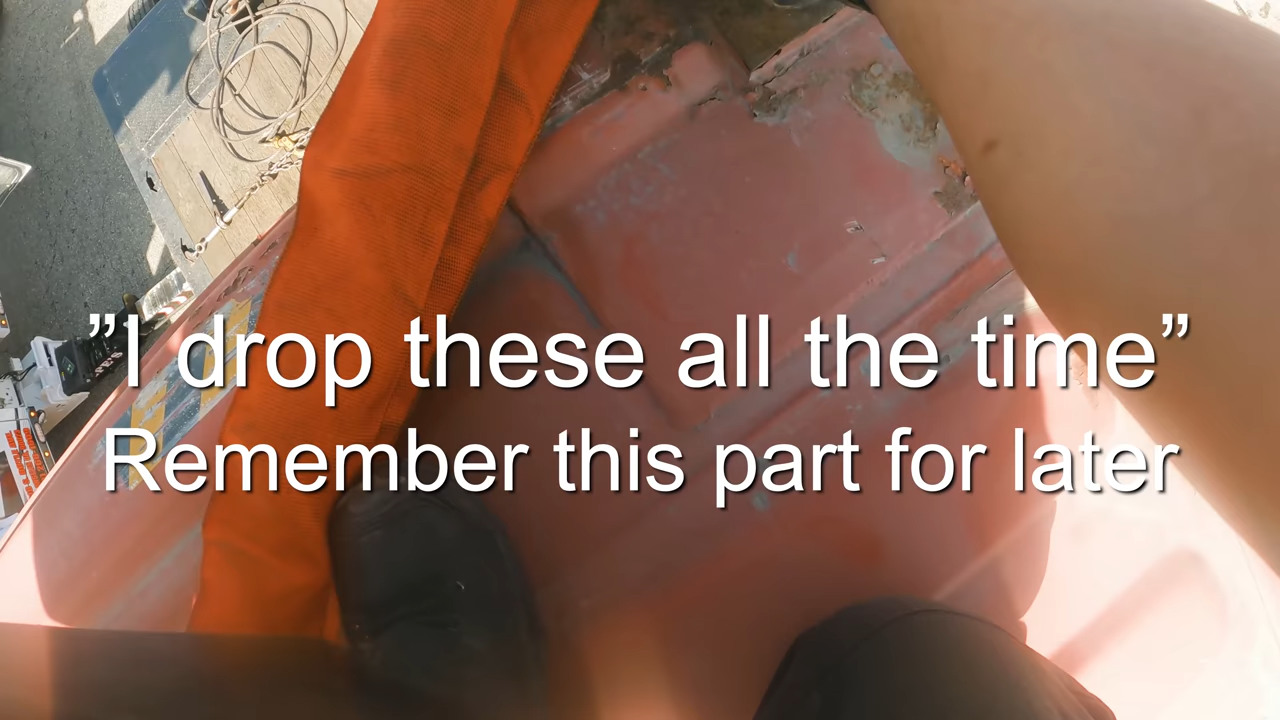 ”I drop these all the time”
Remember this part for later